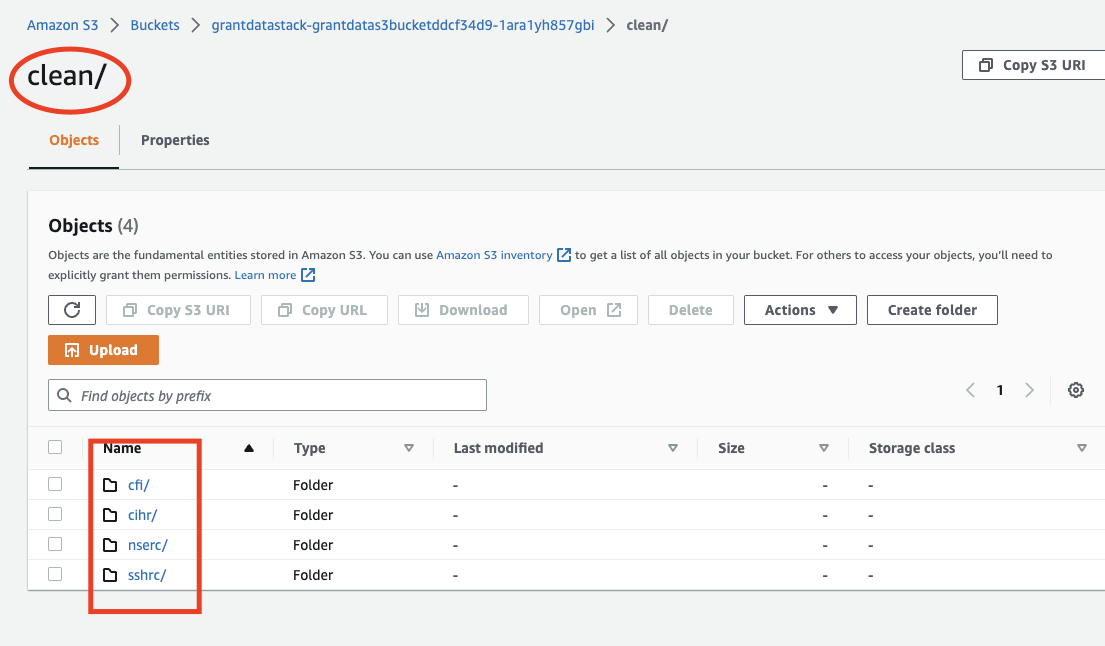 Amazon S3 > Buckets > grantdatastack-grantdatas3bucketddcf34d9-1ara1yh857gbi > clean/
clean/
Copy S3 URI
Objects Properties
Objects (4)
Objects are the fundamental entities stored in Amazon S3. You can use Amazon S3 inventory to get a list of all objects in your bucket. For others to access your objects, you'll need to
explicitly grant them permissions. Learn more
Copy S3 URI Copy URL Download Open Delete Actions Create folder
Upload
Find objects by prefix
1
Name Type Last modified Size Storage class
cfi/ Folder - - -
cihr/ Folder - - -
nserc/ Folder - - -
sshrc/ Folder - - -